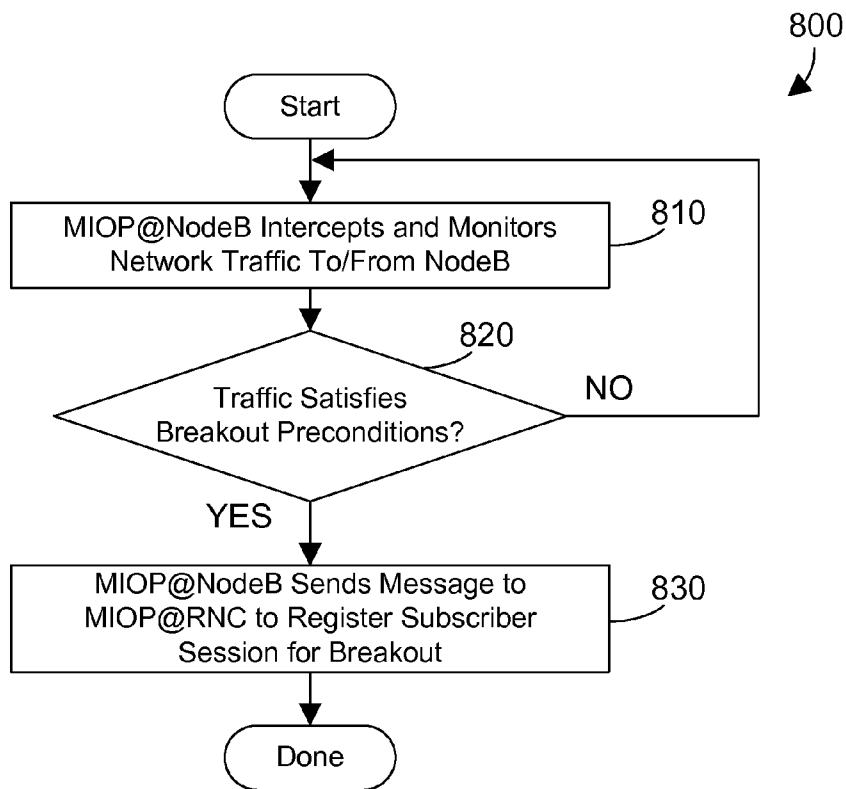 800
Start
MIOP@NodeB Intercepts and Monitors
Network Traffic To/From NodeB
810
820
Traffic Satisfies
Breakout Preconditions?
NO
YES
MIOP@NodeB Sends Message to
MIOP@RNC to Register Subscriber
Session for Breakout
830
Done